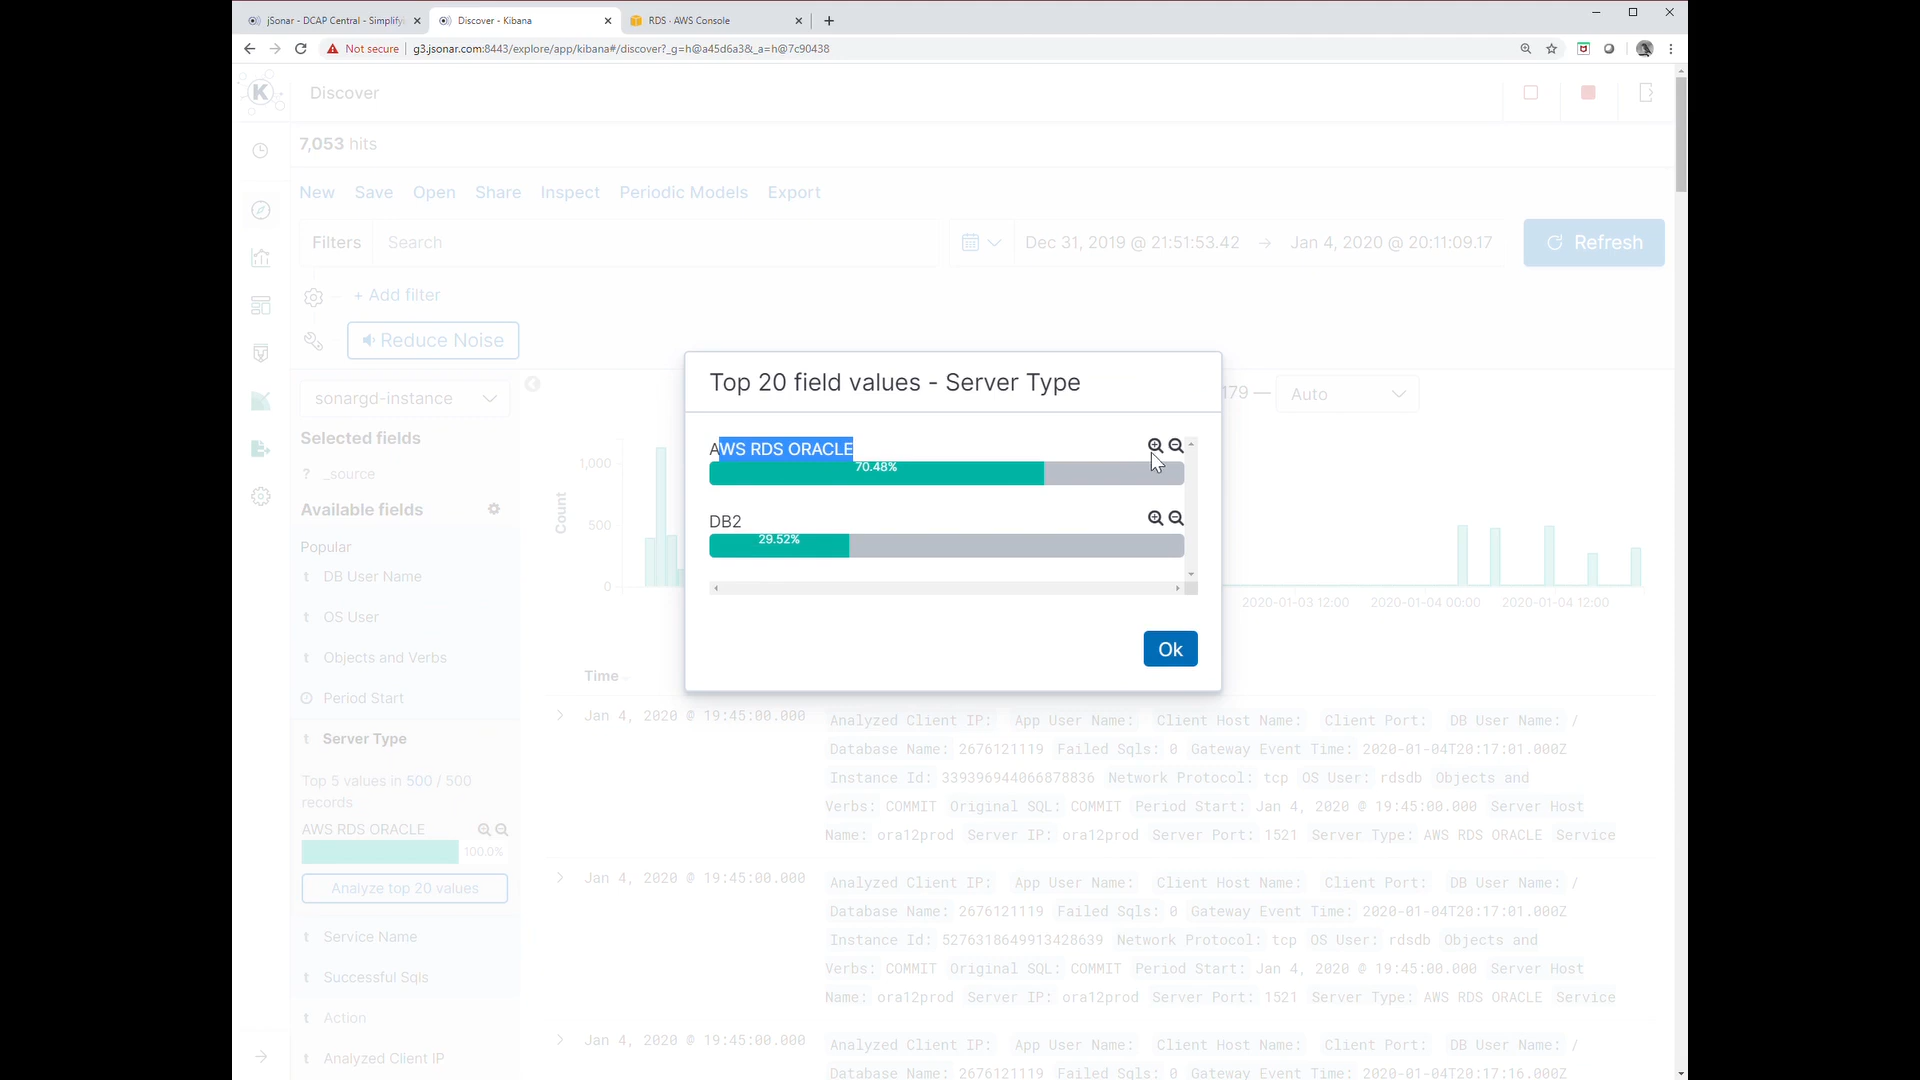 jSonar - DCAP Central - Simplify
Discover - Kibana
RDS · AWS Console
Not secure
g3.jsonar.com:8443/explore/app/kibana#/discover?_g=h@a45d6a3&_a=h@7c90438
K
Discover
7,053 hits
New Save Open Share Inspect Periodic Models Export
Filters Search
Dec 31, 2019 @ 21:51:53.42 → Jan 4, 2020 @ 20:11:09.17
Refresh
+ Add filter
Reduce Noise
Top 20 field values - Server Type
AWS RDS ORACLE
70.48%
DB2
29.52%
Ok
sonargd-instance
179 — Auto
Selected fields
? _source
Available fields
Popular
t DB User Name
t OS User
t Objects and Verbs
Period Start
t Server Type
Top 5 values in 500 / 500
records
AWS RDS ORACLE
100.0%
Analyze top 20 values
t Service Name
t Successful Sqls
t Action
t Analyzed Client IP
Count
1,000
500
0
2020-01-03 12:00 2020-01-04 00:00 2020-01-04 12:00
Time
Jan 4, 2020 @ 19:45:00.000
Analyzed Client IP: App User Name: Client Host Name: Client Port: DB User Name: /
Database Name: 2676121119 Failed Sqls: 0 Gateway Event Time: 2020-01-04T20:17:01.000Z
Instance Id: 339396944066878836 Network Protocol: tcp OS User: rdsdb Objects and
Verbs: COMMIT Original SQL: COMMIT Period Start: Jan 4, 2020 @ 19:45:00.000 Server Host
Name: ora12prod Server IP: ora12prod Server Port: 1521 Server Type: AWS RDS ORACLE Service
Jan 4, 2020 @ 19:45:00.000
Analyzed Client IP: App User Name: Client Host Name: Client Port: DB User Name: /
Database Name: 2676121119 Failed Sqls: 0 Gateway Event Time: 2020-01-04T20:17:01.000Z
Instance Id: 5276318649913428639 Network Protocol: tcp OS User: rdsdb Objects and
Verbs: COMMIT Original SQL: COMMIT Period Start: Jan 4, 2020 @ 19:45:00.000 Server Host
Name: ora12prod Server IP: ora12prod Server Port: 1521 Server Type: AWS RDS ORACLE Service
Jan 4, 2020 @ 19:45:00.000
Analyzed Client IP: App User Name: Client Host Name: Client Port: DB User Name: /
Database Name: 2676121119 Failed Sqls: 0 Gateway Event Time: 2020-01-04T20:17:16.000Z